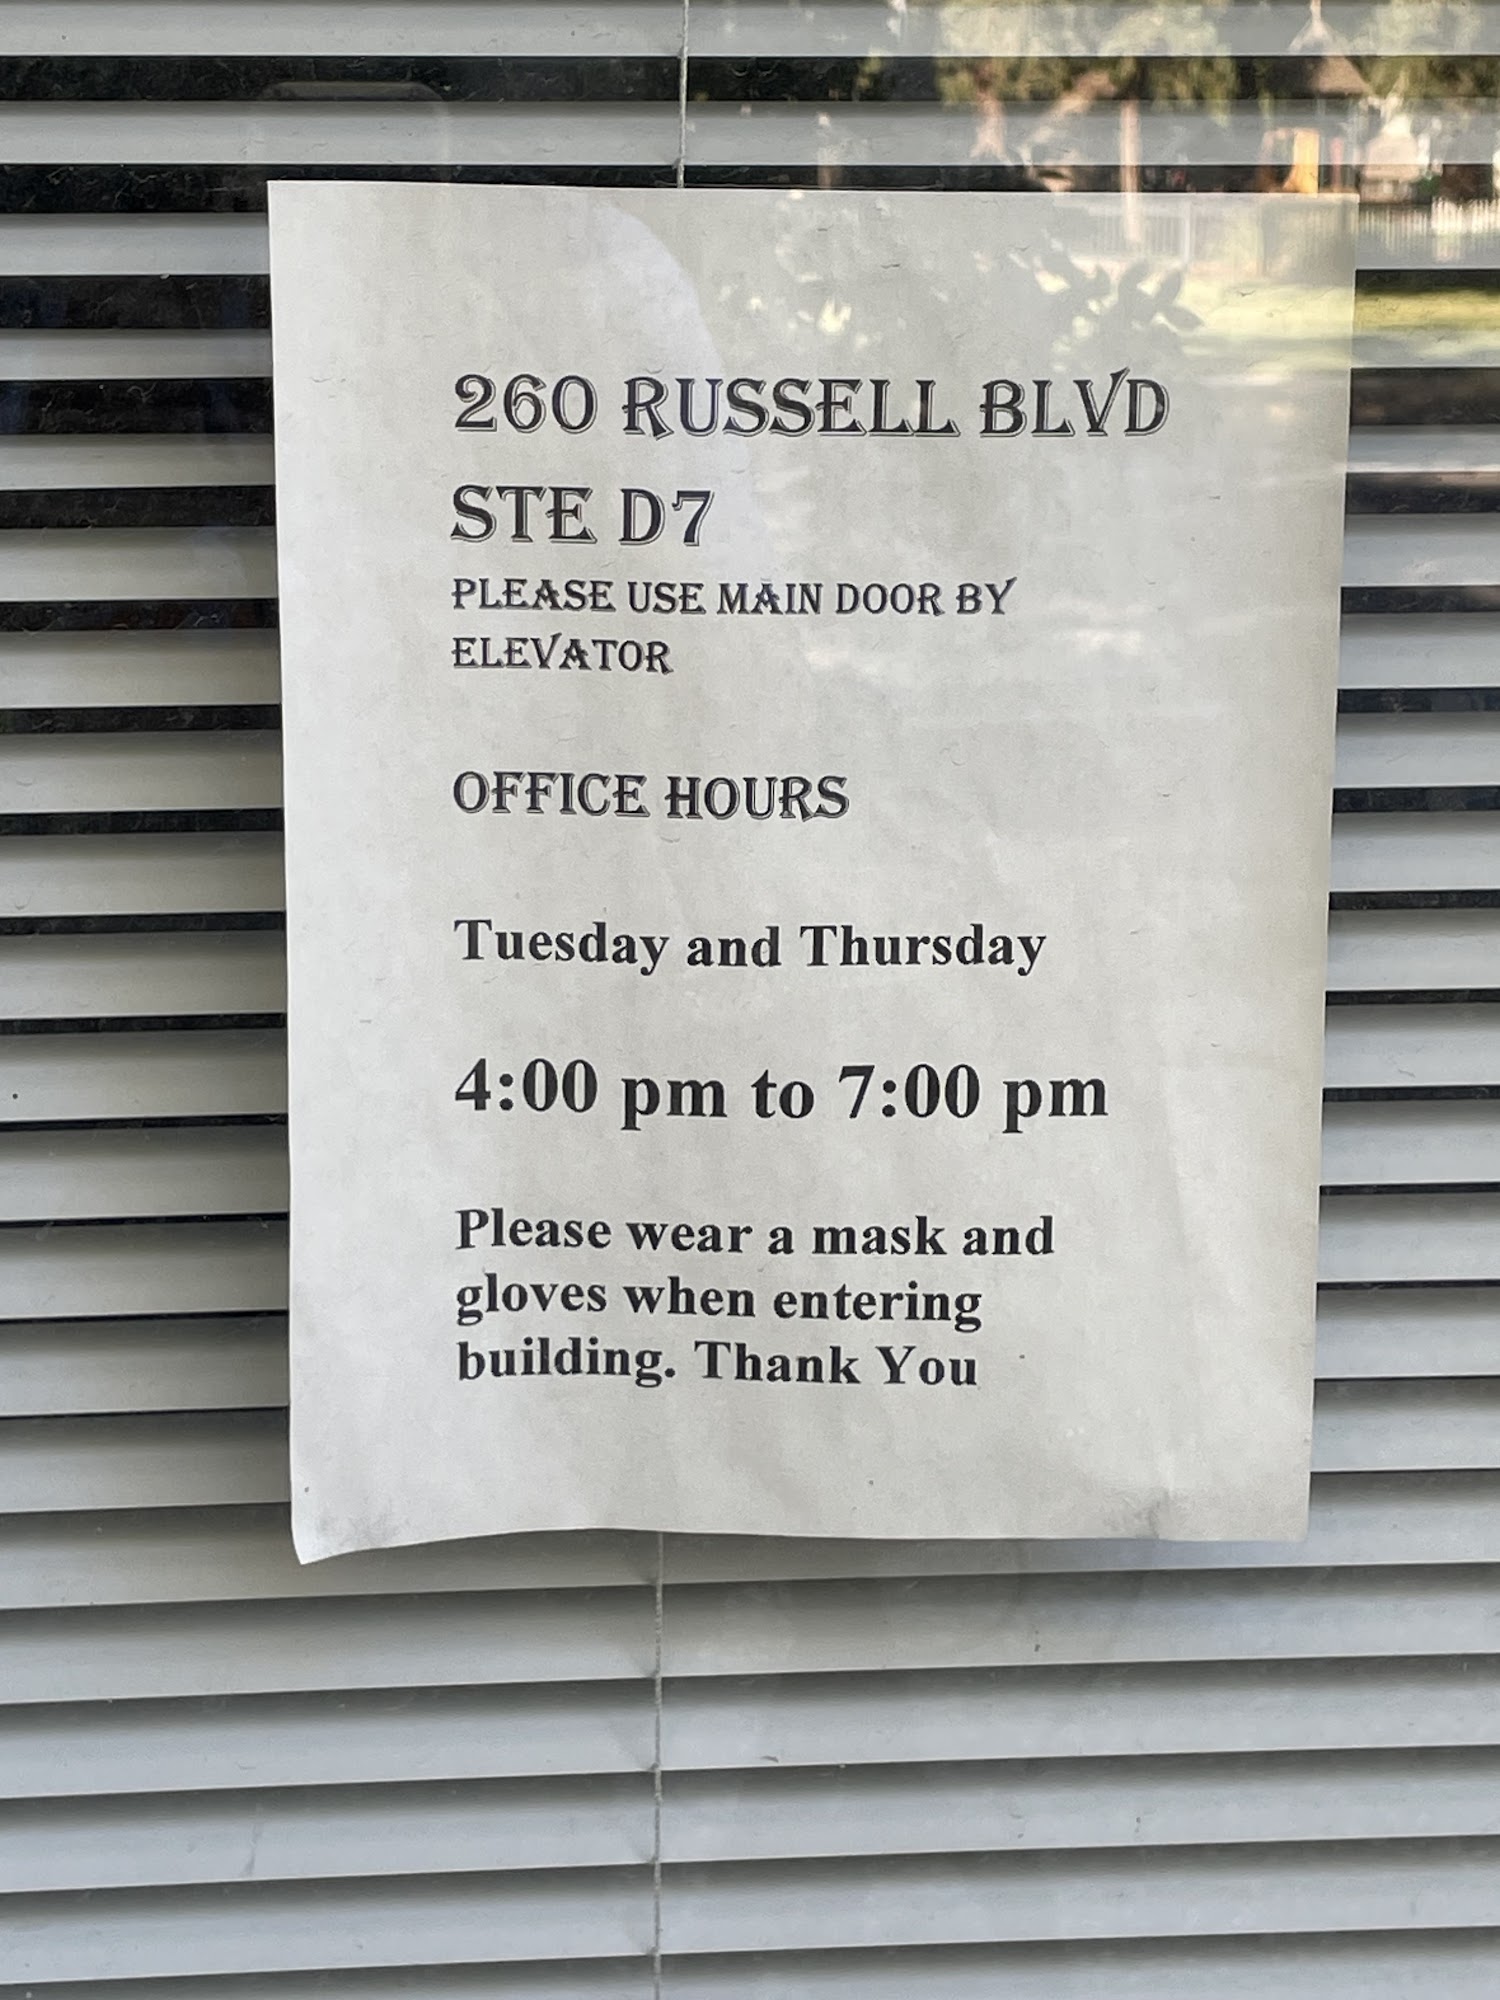 260 RUSSELL BLVD
STE D7
PLEASE USE MAIN DOOR BY
ELEVATOR
OFFICE HOURS
Tuesday and Thursday
4:00 pm to 7:00 pm
Please wear a mask and
gloves when entering
building. Thank You